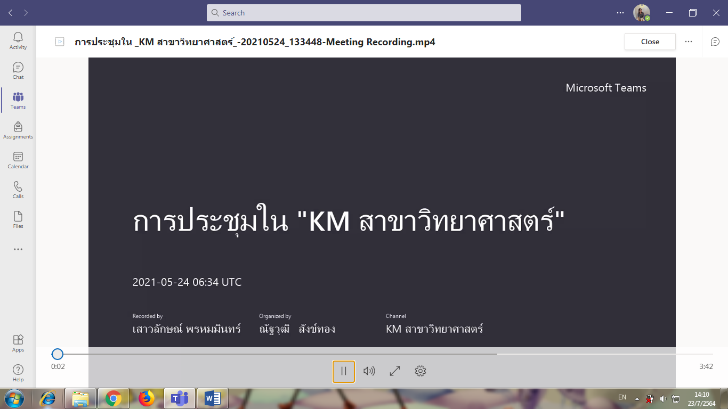 Search
Activity
การประชุมใน _KM สาขาวิทยาศาสตร์_-20210524_133448-Meeting Recording.mp4
Close
Chat
Teams
Assignments
Calendar
Calls
Files
Apps
Help
Microsoft Teams
การประชุมใน "KM สาขาวิทยาศาสตร์"
2021-05-24 06:34 UTC
Recorded by
Organized by
Channel
เสาวลักษณ์ พรหมมินทร์
ณัฐวุฒิ สังข์ทอง
KM สาขาวิทยาศาสตร์
0:02
3:42
EN
14:10
23/7/2564